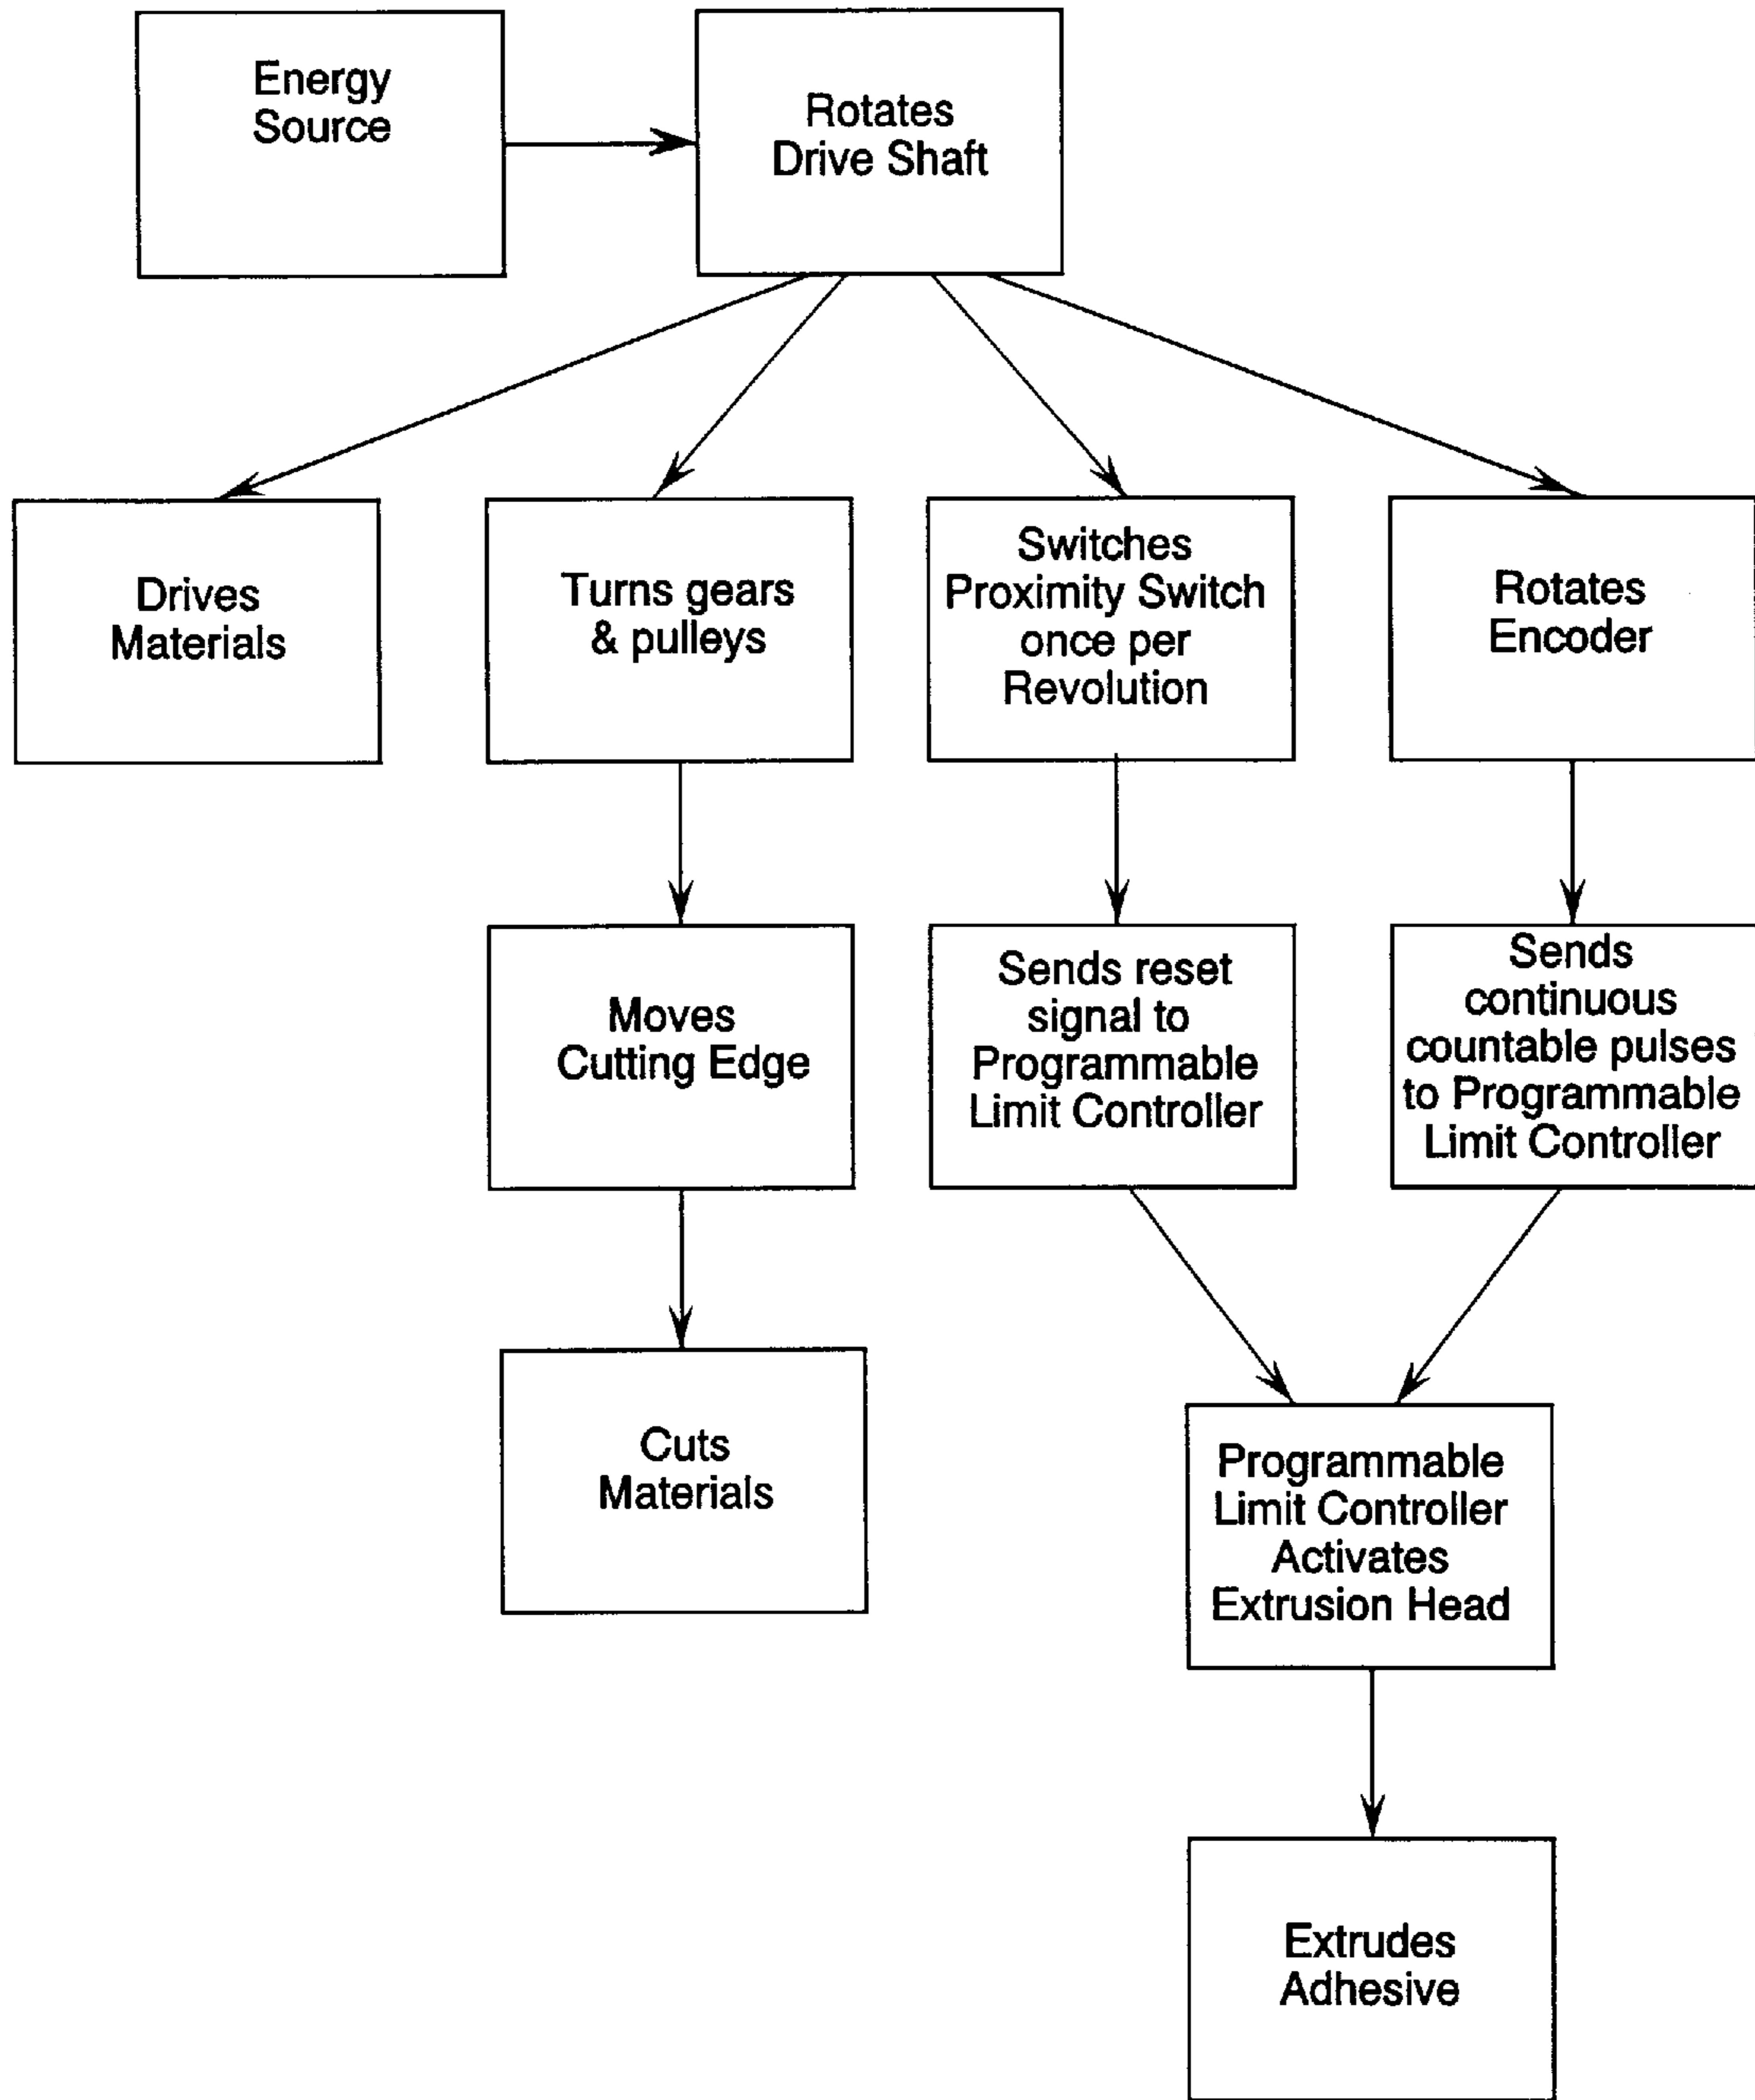 Energy
Source
Rotates
Drive Shaft
Drives
Materials
Turns gears
& pulleys
Switches
Proximity Switch
once per
Revolution
Rotates
Encoder
Moves
Cutting Edge
Sends reset
signal to
Programmable
Limit Controller
Sends
continuous
countable pulses
to Programmable
Limit Controller
Cuts
Materials
Programmable
Limit Controller
Activates
Extrusion Head
Extrudes
Adhesive